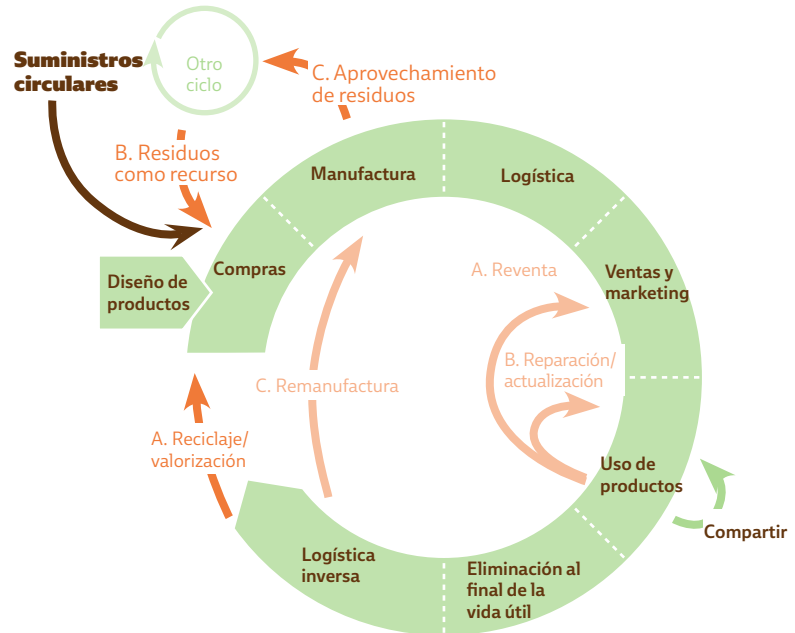 Suministros
circulares
Otro
ciclo
C. Aprovechamiento
de residuos
B. Residuos
como recurso
Manufactura
Logística
Diseño de
productos
Compras
A. Reventa
Ventas y
marketing
B. Reparación/
actualización
C. Remanufactura
A. Reciclaje/
valorización
Uso de
productos
Compartir
Logística
inversa
Eliminación al
final de la
vida útil